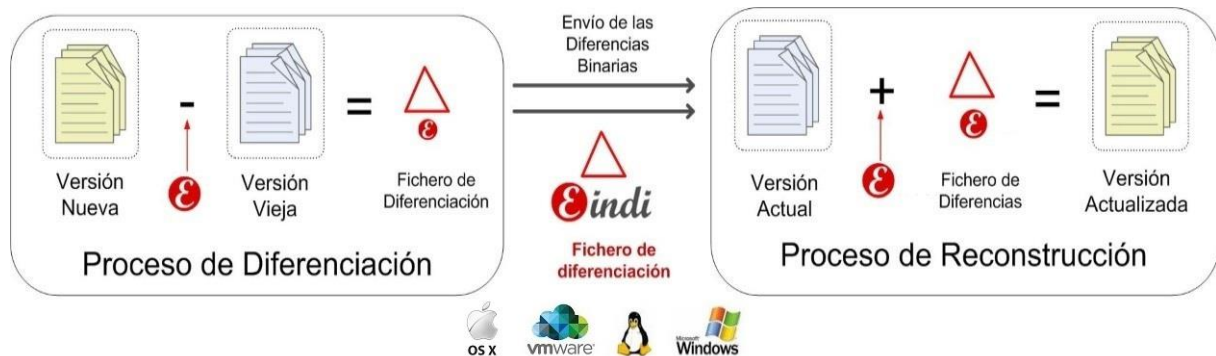 Versión
Nueva
-
Versión
Vieja
=
Fichero de
Diferenciación
Proceso de Diferenciación
Envío de las
Diferencias
Binarias
Eindi
Fichero de
diferenciación
Versión
Actual
+
Fichero de
Diferencias
=
Versión
Actualizada
Proceso de Reconstrucción
OS X
vmware
Microsoft
Windows